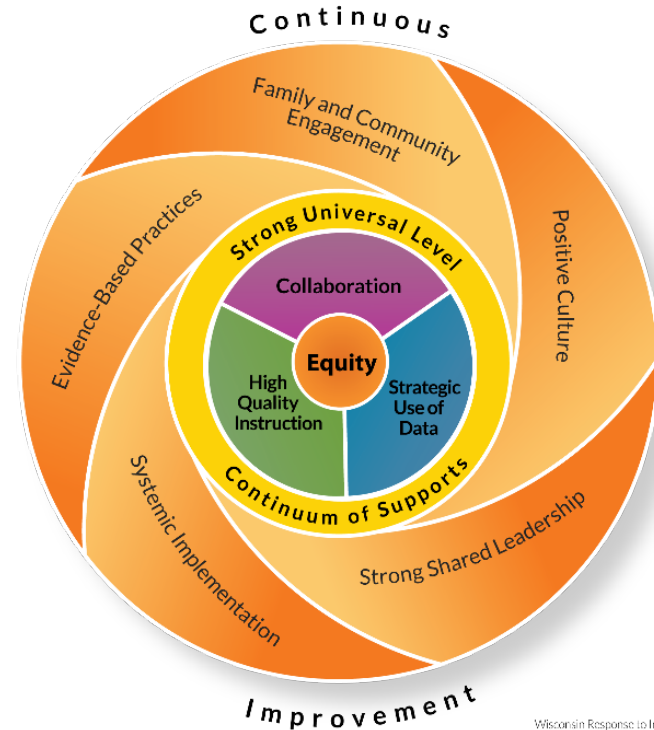 Continuous
Family and Community
Engagement
Positive Culture
Evidence-Based Practices
Strong Universal Level
Collaboration
Equity
High
Quality
Instruction
Strategic
Use of
Data
Continuum of Supports
Systemic Implementation
Strong Shared Leadership
Improvement
Wisconsin Response to